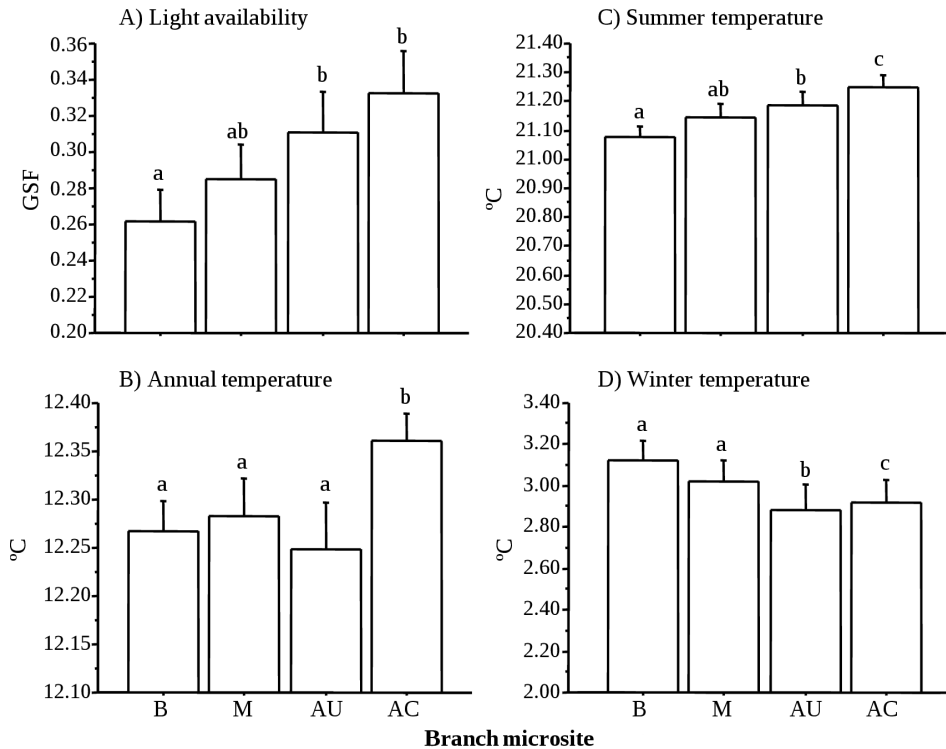 A) Light availability
0.36
0.34
0.32
0.30
0.28
0.26
0.24
0.22
0.20
GSF
a
ab
b
b
C) Summer temperature
21.40
21.30
21.20
21.10
21.00
20.90
20.80
20.70
20.60
20.50
20.40
ºC
a
ab
b
c
B) Annual temperature
12.40
12.35
12.30
12.25
12.20
12.15
12.10
ºC
a
a
a
b
B M AU AC
D) Winter temperature
3.40
3.20
3.00
2.80
2.60
2.40
2.20
2.00
ºC
a
a
b
c
B M AU AC
Branch microsite